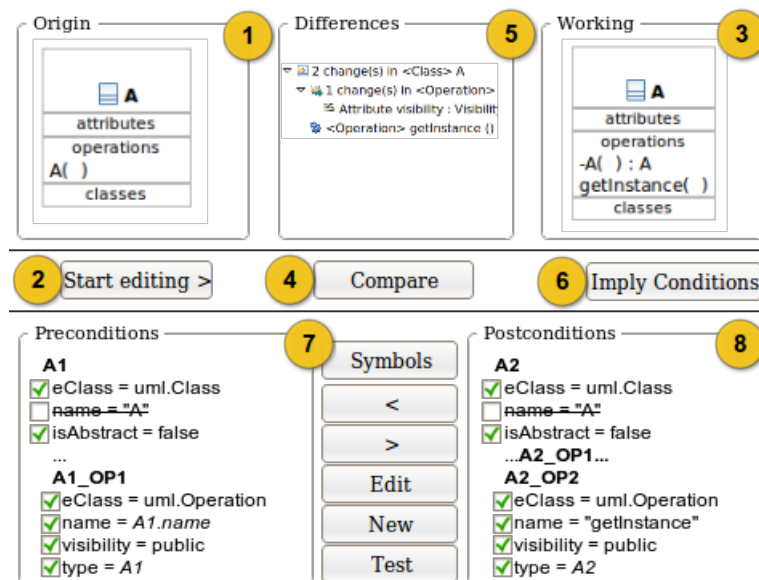 Origin
1
A
attributes
operations
A( )
classes
Differences
5
2 change(s) in <Class> A
1 change(s) in <Operation>
Attribute visibility : Visibilit
<Operation> getInstance ()
Working
3
A
attributes
operations
-A( ) : A
getInstance( )
classes
2
Start editing >
4
Compare
6
Imply Conditions
Preconditions
7
A1
eClass = uml.Class
name = "A"
isAbstract = false
...
A1_OP1
eClass = uml.Operation
name = A1.name
visibility = public
type = A1
Symbols
<
>
Edit
New
Test
Postconditions
8
A2
eClass = uml.Class
name = "A"
isAbstract = false
...A2_OP1...
A2_OP2
eClass = uml.Operation
name = "getInstance"
visibility = public
type = A2